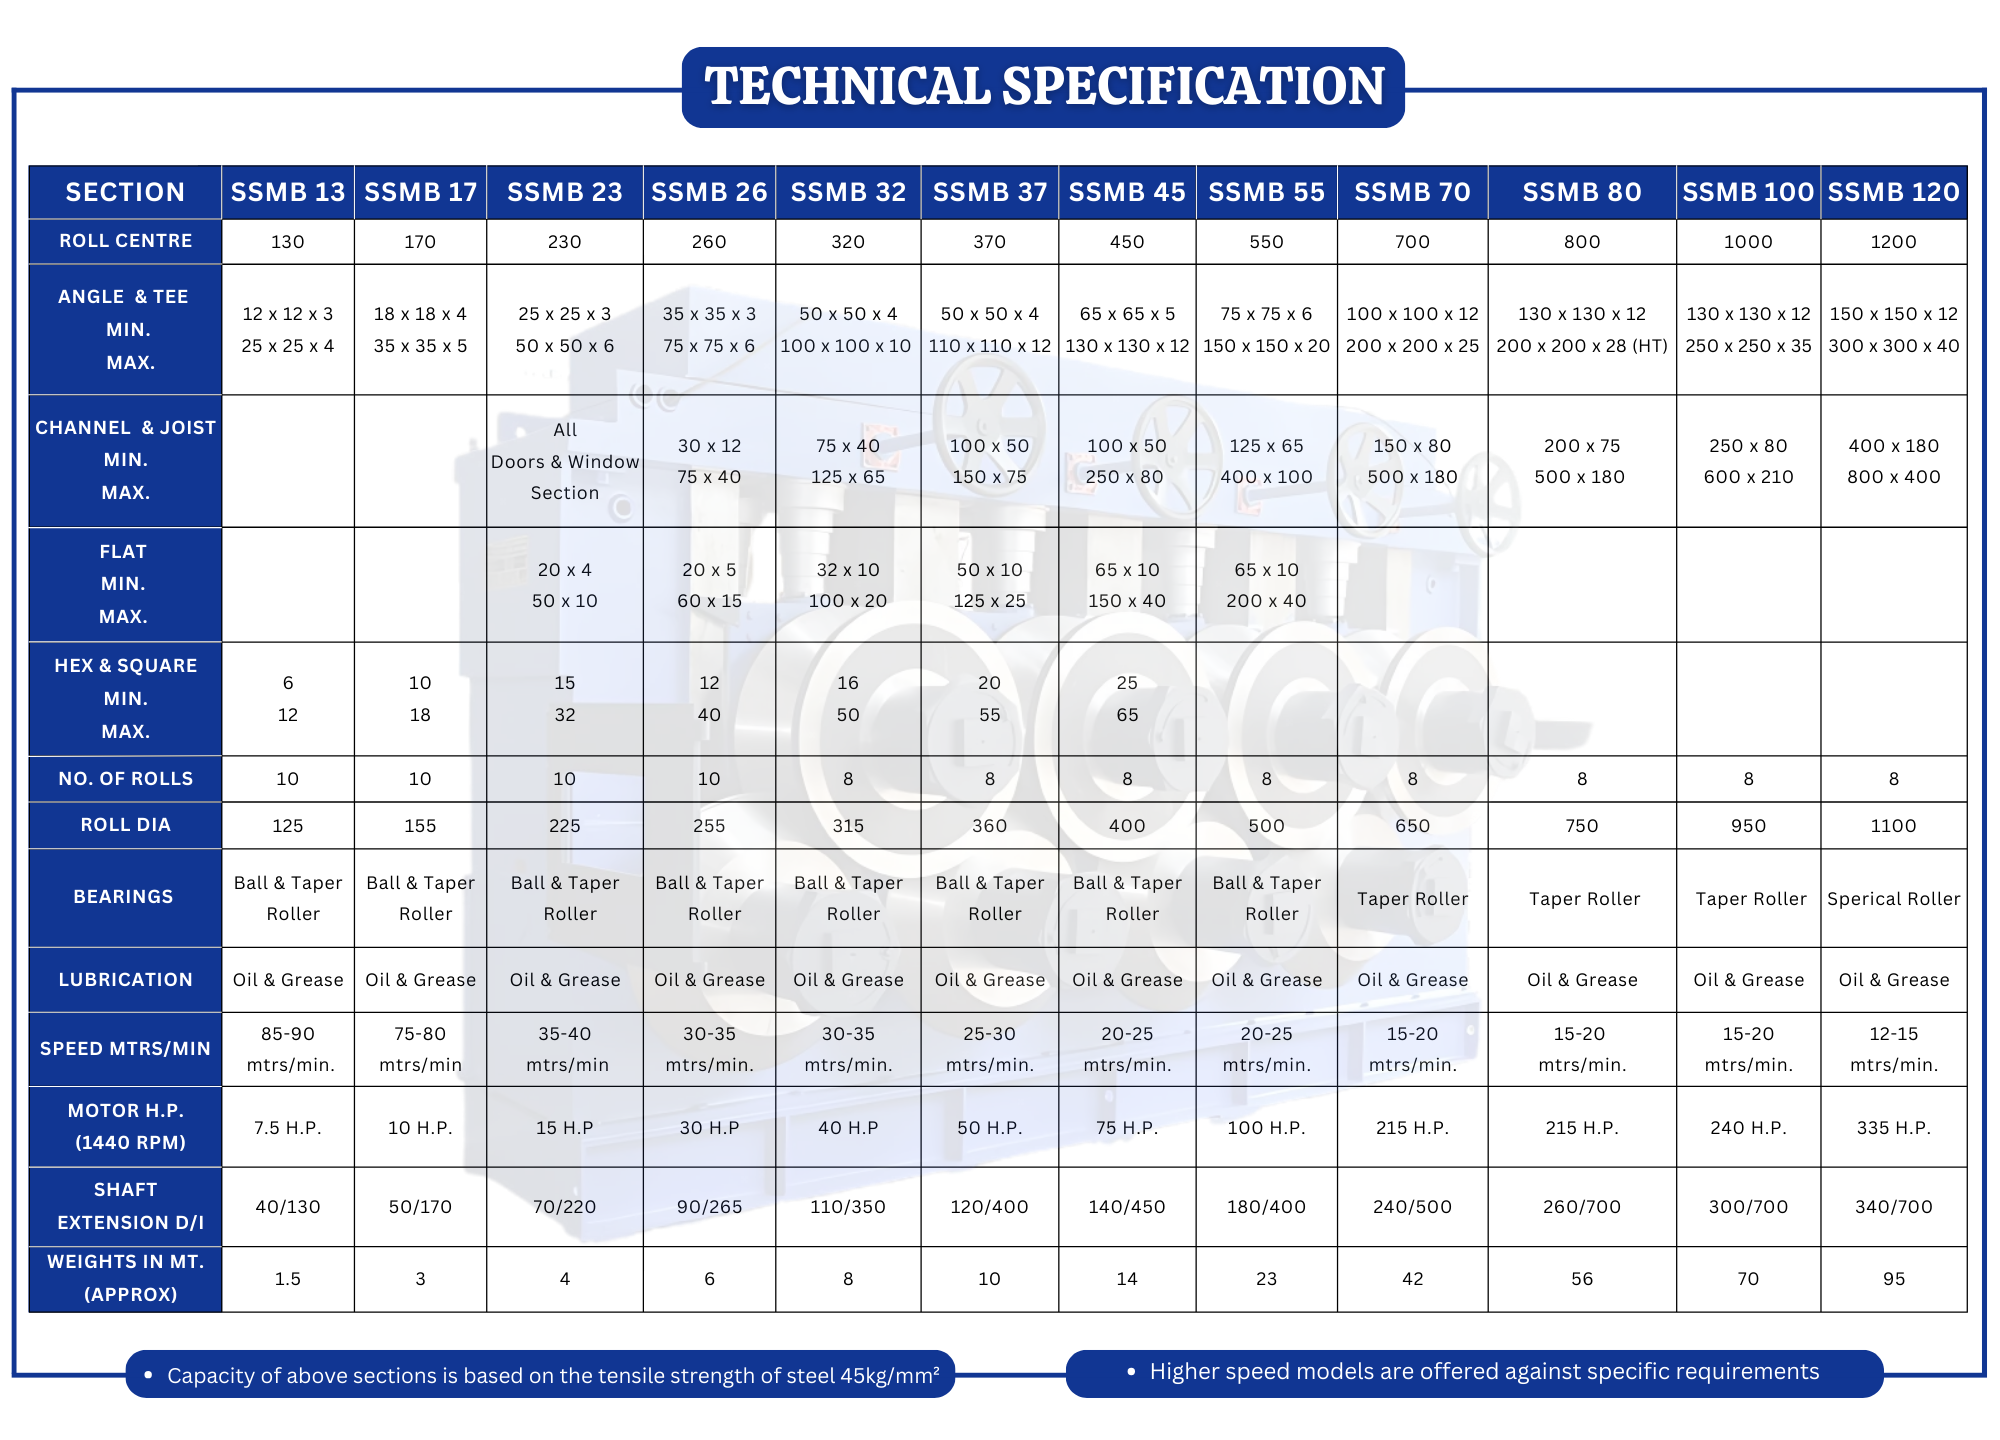 TECHNICAL SPECIFICATION
SECTION SSMB 13 SSMB 17 SSMB 23 SSMB 26 SSMB 32 SSMB 37 SSMB 45 SSMB 55 SSMB 70 SSMB 80 SSMB 100 SSMB 120
ROLL CENTRE 130 170 230 260 320 370 450 550 700 800 1000 1200
ANGLE & TEE
MIN. 12 x 12 x 3 18 x 18 x 4 25 x 25 x 3 35 x 35 x 3 50 x 50 x 4 50 x 50 x 4 65 x 65 x 5 75 x 75 x 6 100 x 100 x 12 130 x 130 x 12 130 x 130 x 12 150 x 150 x 12
MAX. 25 x 25 x 4 35 x 35 x 5 50 x 50 x 6 75 x 75 x 6 100 x 100 x 10 110 x 110 x 12 130 x 130 x 12 150 x 150 x 20 200 x 200 x 25 200 x 200 x 28 (HT) 250 x 250 x 35 300 x 300 x 40
CHANNEL & JOIST All
MIN. Doors & Window 30 x 12 75 x 40 100 x 50 100 x 50 125 x 65 150 x 80 200 x 75 250 x 80 400 x 180
MAX. Section 75 x 40 125 x 65 150 x 75 250 x 80 400 x 100 500 x 180 500 x 180 600 x 210 800 x 400
FLAT
MIN. 20 x 4 20 x 5 32 x 10 50 x 10 65 x 10 65 x 10
MAX. 50 x 10 60 x 15 100 x 20 125 x 25 150 x 40 200 x 40
HEX & SQUARE
MIN. 6 10 15 12 16 20 25
MAX. 12 18 32 40 50 55 65
NO. OF ROLLS 10 10 10 10 8 8 8 8 8 8 8 8
ROLL DIA 125 155 225 255 315 360 400 500 650 750 950 1100
BEARINGS Ball & Taper Ball & Taper Ball & Taper Ball & Taper Ball & Taper Ball & Taper Ball & Taper Ball & Taper Taper Roller Taper Roller Taper Roller Sperical Roller
Roller Roller Roller Roller Roller Roller Roller Roller
LUBRICATION Oil & Grease Oil & Grease Oil & Grease Oil & Grease Oil & Grease Oil & Grease Oil & Grease Oil & Grease Oil & Grease Oil & Grease Oil & Grease Oil & Grease
SPEED MTRS/MIN 85-90 75-80 35-40 30-35 30-35 25-30 20-25 20-25 15-20 15-20 15-20 12-15
mtrs/min. mtrs/min mtrs/min mtrs/min. mtrs/min. mtrs/min. mtrs/min. mtrs/min. mtrs/min. mtrs/min. mtrs/min. mtrs/min.
MOTOR H.P.
(1440 RPM) 7.5 H.P. 10 H.P. 15 H.P 30 H.P 40 H.P 50 H.P. 75 H.P. 100 H.P. 215 H.P. 215 H.P. 240 H.P. 335 H.P.
SHAFT
EXTENSION D/I 40/130 50/170 70/220 90/265 110/350 120/400 140/450 180/400 240/500 260/700 300/700 340/700
WEIGHTS IN MT.
(APPROX) 1.5 3 4 6 8 10 14 23 42 56 70 95
• Capacity of above sections is based on the tensile strength of steel 45kg/mm²
• Higher speed models are offered against specific requirements